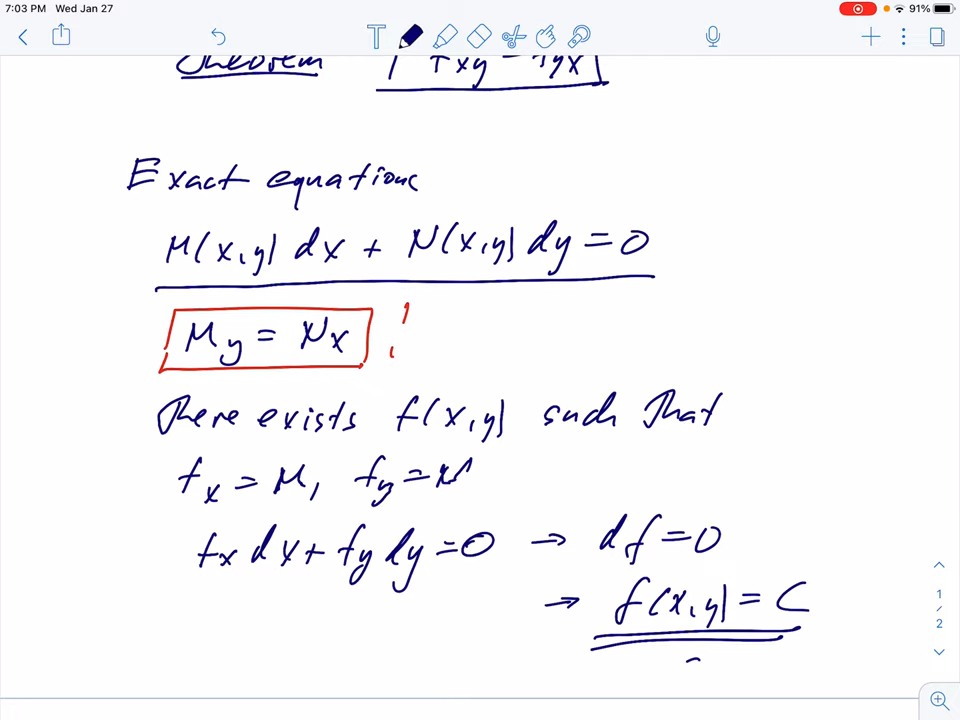 7:03 PM Wed Jan 27 91%
T
Theorem fxy = fyx
Exact equations
M(x,y) dx + N(x,y) dy = 0
My = Nx !
There exists f(x,y) such that
fx = M, fy = N
fx dx + fy dy = 0 → df = 0
→ f(x,y) = C
1
/
2